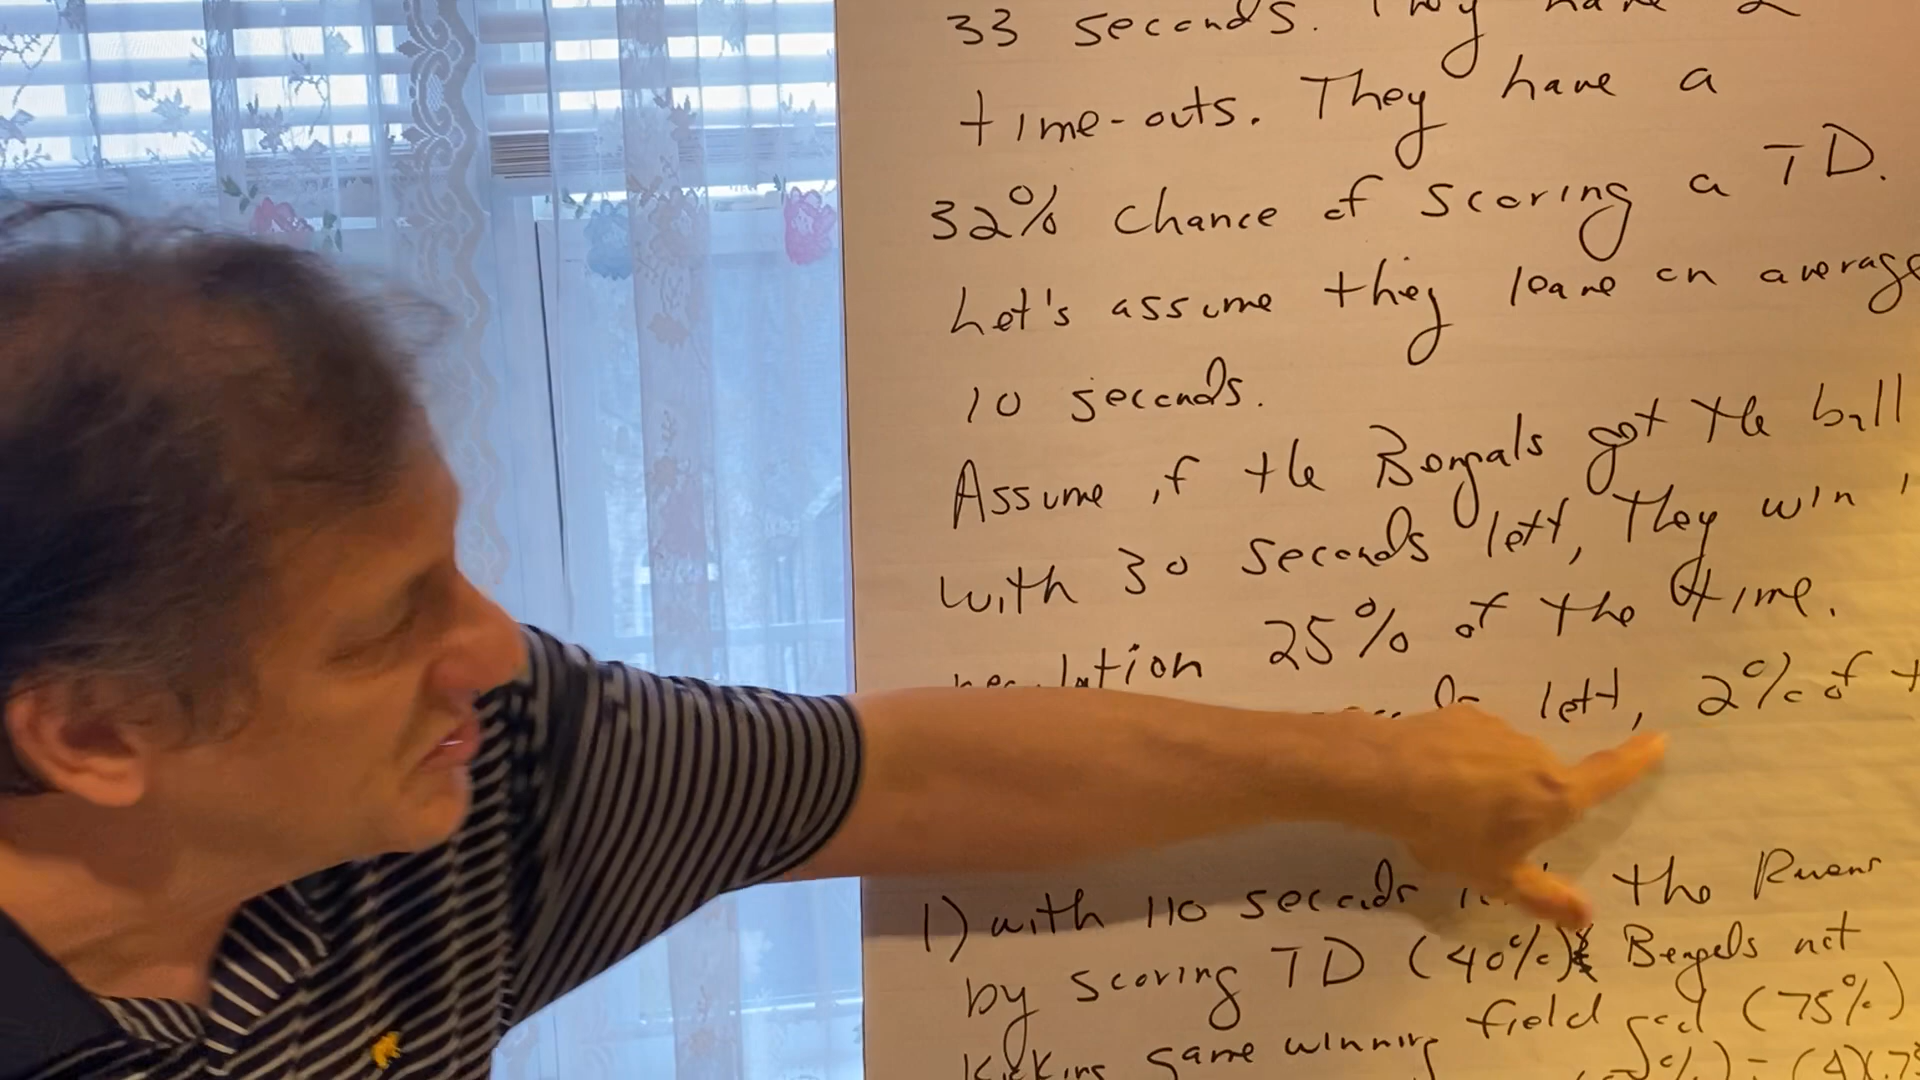 33 seconds. They have 2
time-outs. They have a
32% chance of scoring a TD.
Let's assume they leave on average
10 seconds.
Assume if the Bengals got the ball
with 30 seconds left, they win
25% of the time.
left, 2% of
1) with 110 seconds the Ravens
by scoring TD (40%) Bengals not
kicking game winning field goal (75%)
%) = (.4)(.75